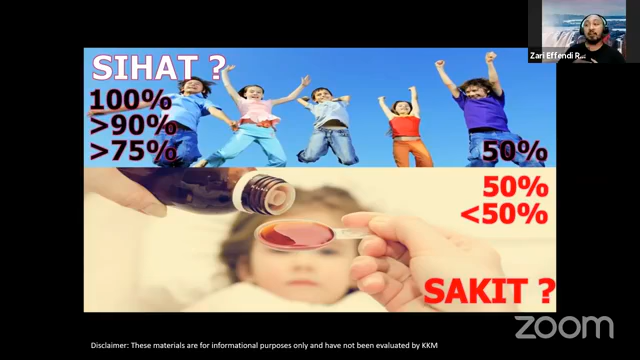 Zari Effendi R...
SIHAT ?
100%
>90%
>75%
50%
50%
<50%
SAKIT ?
zoom
Disclaimer: These materials are for informational purposes only and have not been evaluated by KKM